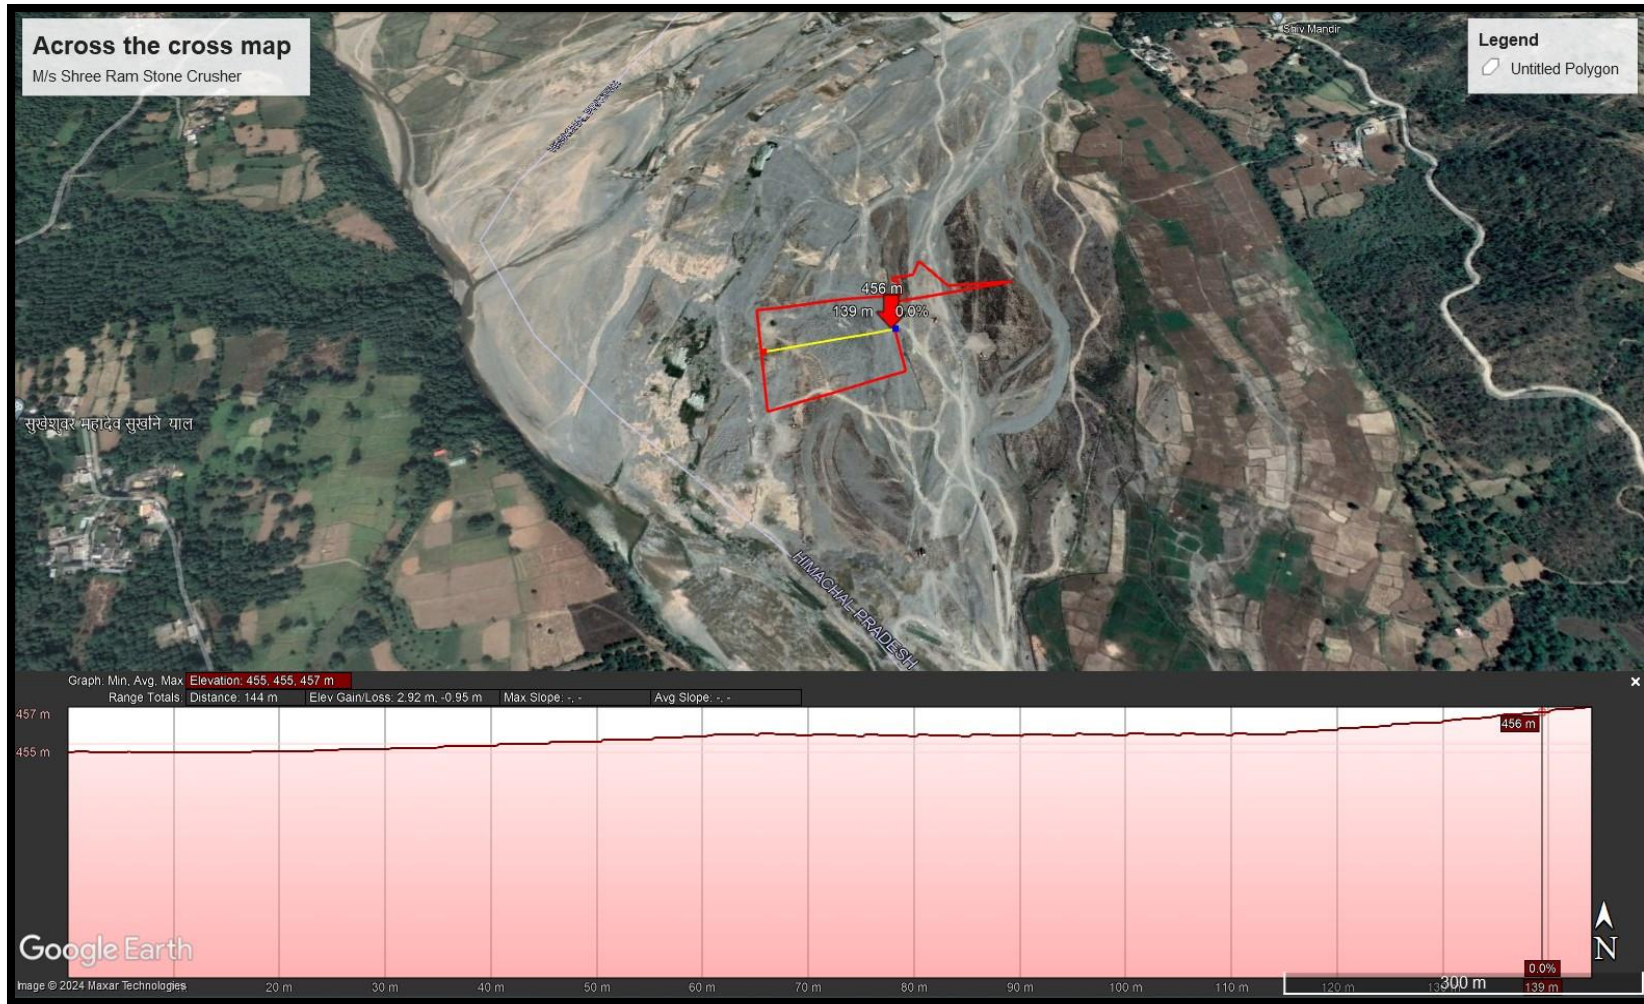 Across the cross map
M/s Shree Ram Stone Crusher
Legend
Untitled Polygon
Shiv Mandir
456 m
139 m
0.0%
सुखेश्वर महादेव सुखनि याल
HIMACHAL PRADESH
Graph: Min, Avg, Max Elevation: 455, 455, 457 m
Range Totals: Distance: 144 m Elev Gain/Loss: 2.92 m, -0.95 m Max Slope: -, - Avg Slope: -, -
457 m
456 m
455 m
Google Earth
N
0.0%
Image © 2024 Maxar Technologies
20 m 30 m 40 m 50 m 60 m 70 m 80 m 90 m 100 m 110 m 120 m 139 m
300 m